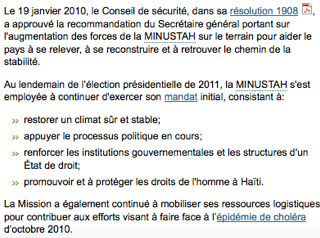 Le 19 janvier 2010, le Conseil de sécurité, dans sa résolution 1908 ,
a approuvé la recommandation du Secrétaire général portant sur
l'augmentation des forces de la MINUSTAH sur le terrain pour aider le
pays à se relever, à se reconstruire et à retrouver le chemin de la
stabilité.
Au lendemain de l'élection présidentielle de 2011, la MINUSTAH s'est
employée à continuer d'exercer son mandat initial, consistant à:
» restorer un climat sûr et stable;
» appuyer le processus politique en cours;
» renforcer les institutions gouvernementales et les structures d'un
État de droit;
» promouvoir et à protéger les droits de l'homme à Haïti.
La Mission a également continué à mobiliser ses ressources logistiques
pour contribuer aux efforts visant à faire face à l'épidémie de choléra
d'octobre 2010.